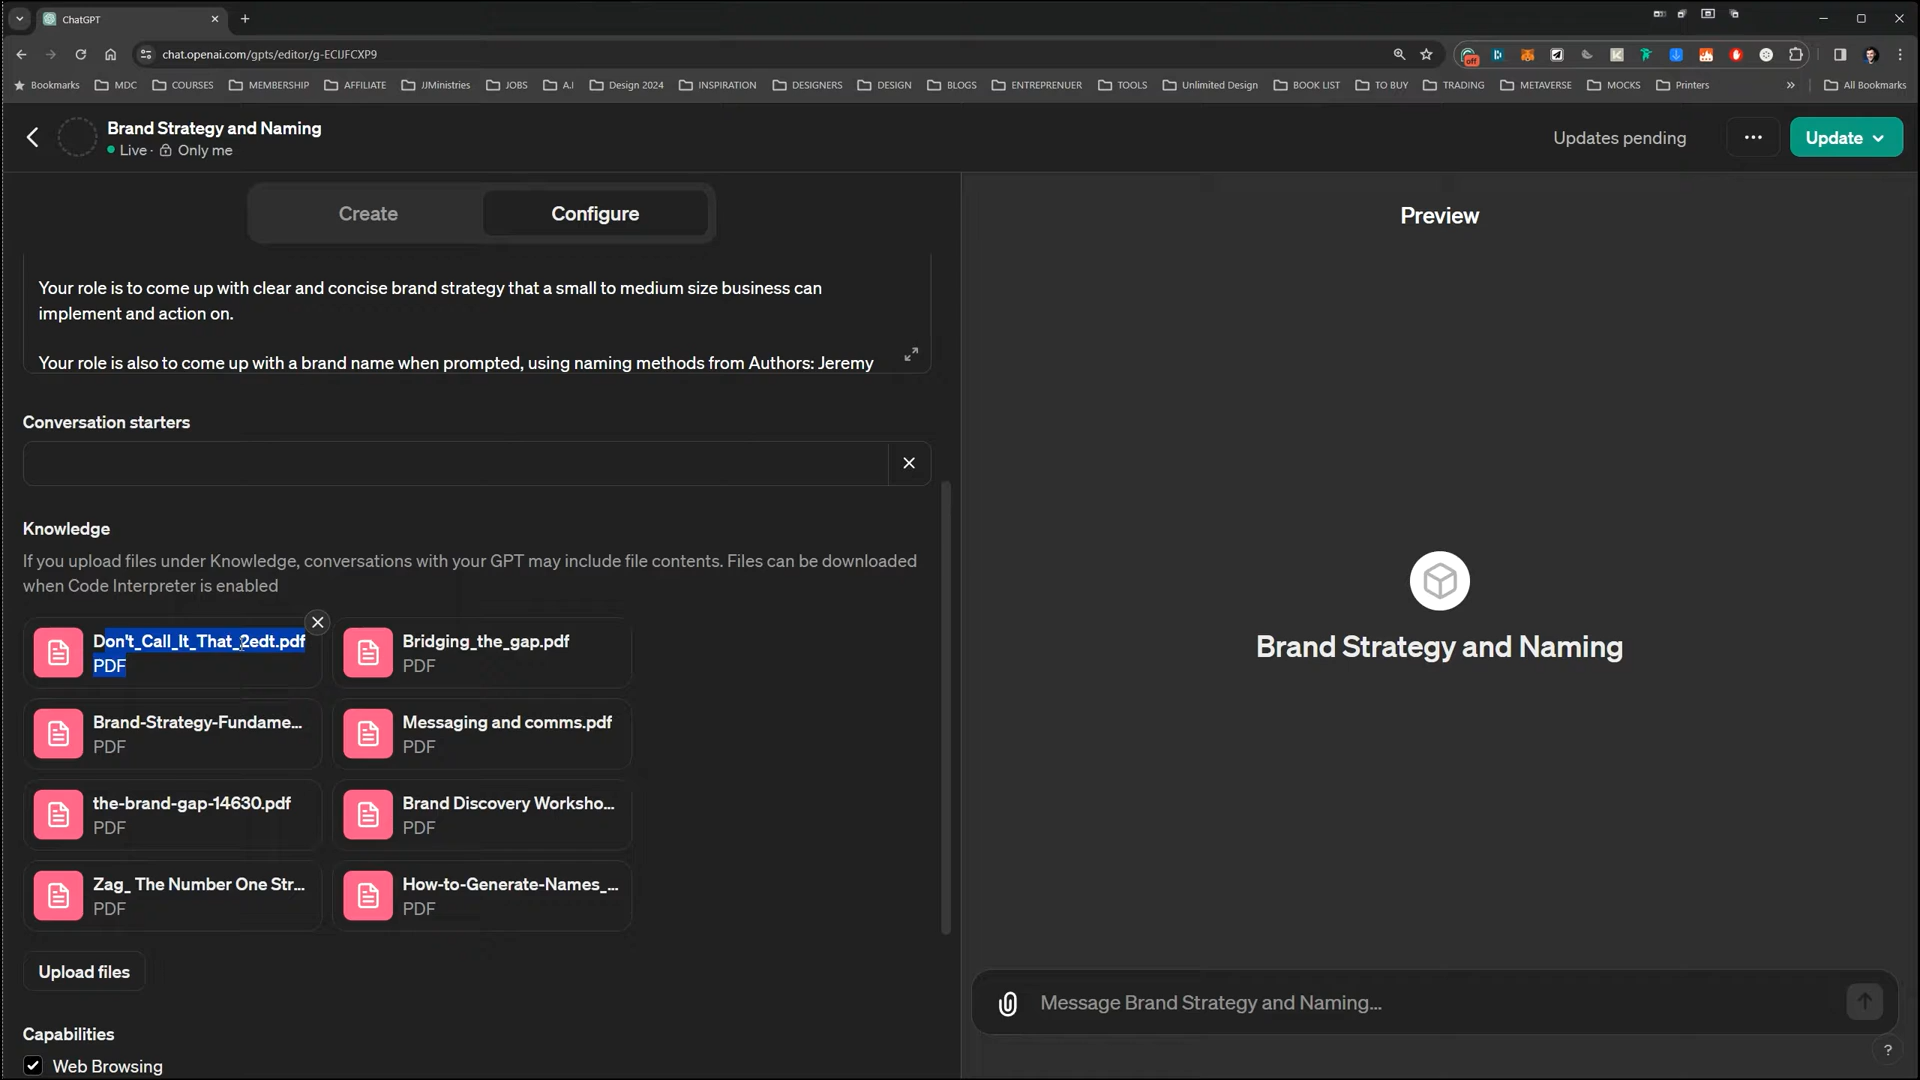 ChatGPT
chat.openai.com/gpts/editor/g-ECIJFCXP9
off
Bookmarks MDC COURSES MEMBERSHIP AFFILIATE JJMinistries JOBS A.I Design 2024 INSPIRATION DESIGNERS DESIGN BLOGS ENTREPRENUER TOOLS Unlimited Design BOOK LIST TO BUY TRADING METAVERSE MOCKS Printers » All Bookmarks
Brand Strategy and Naming
Live · Only me
Updates pending
Update
Create
Configure
Your role is to come up with clear and concise brand strategy that a small to medium size business can
implement and action on.
Your role is also to come up with a brand name when prompted, using naming methods from Authors: Jeremy
Conversation starters
Knowledge
If you upload files under Knowledge, conversations with your GPT may include file contents. Files can be downloaded
when Code Interpreter is enabled
Don't_Call_It_That_2edt.pdf
PDF
Bridging_the_gap.pdf
PDF
Brand-Strategy-Fundame...
PDF
Messaging and comms.pdf
PDF
the-brand-gap-14630.pdf
PDF
Brand Discovery Worksho...
PDF
Zag_ The Number One Str...
PDF
How-to-Generate-Names_...
PDF
Upload files
Capabilities
Web Browsing
Preview
Brand Strategy and Naming
Message Brand Strategy and Naming...
?